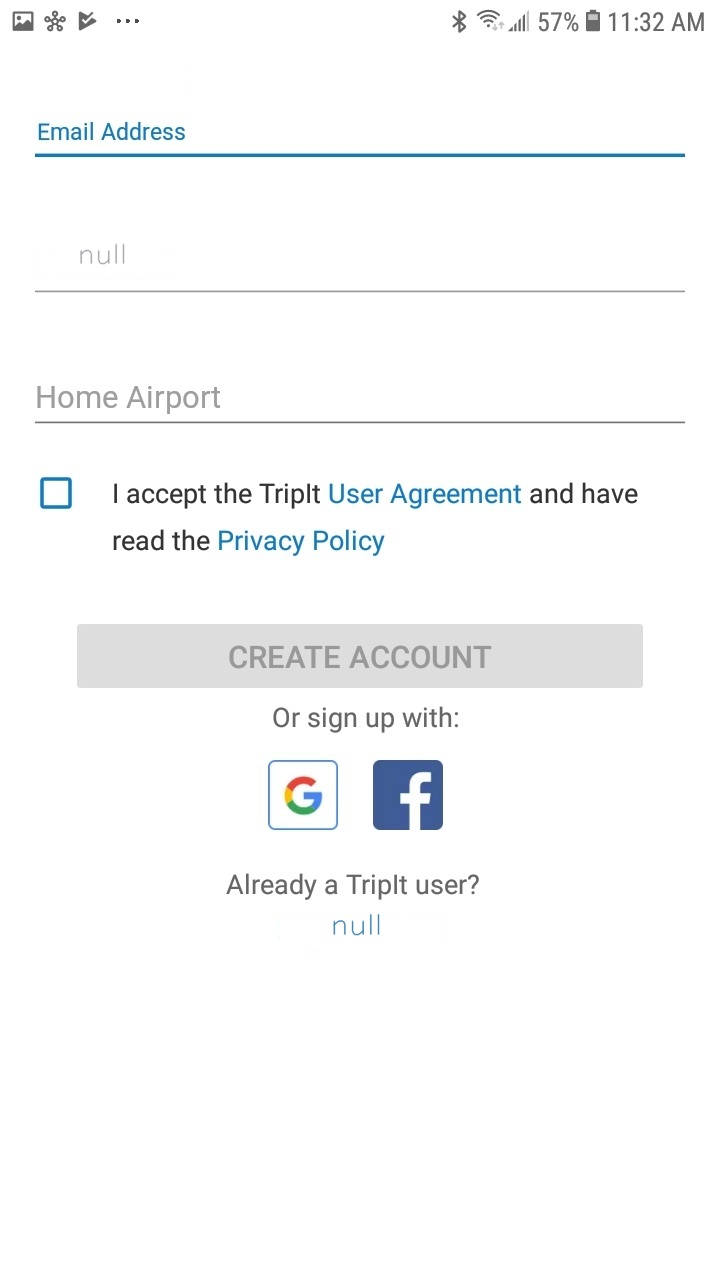 57% 11:32 AM
Email Address
null
Home Airport
I accept the TripIt User Agreement and have
read the Privacy Policy
CREATE ACCOUNT
Or sign up with:
Already a TripIt user?
null